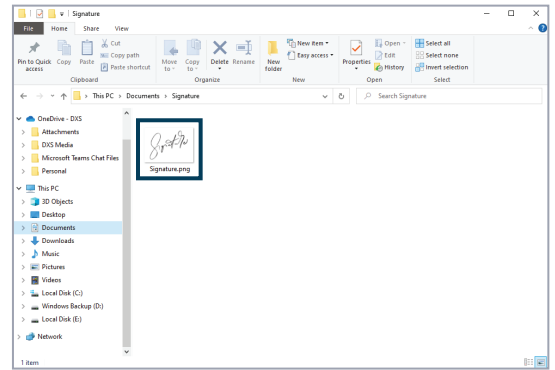 Signature
File Home Share View
Pin to Quick access
Copy
Paste
Cut
Copy path
Paste shortcut
Clipboard
Move to
Copy to
Delete
Rename
Organize
New folder
New item
Easy access
New
Properties
Open
Edit
History
Open
Select all
Select none
Invert selection
Select
This PC > Documents > Signature
Search Signature
OneDrive - DXS
Attachments
DXS Media
Microsoft Teams Chat Files
Personal
This PC
3D Objects
Desktop
Documents
Downloads
Music
Pictures
Videos
Local Disk (C:)
Windows Backup (D:)
Local Disk (E:)
Network
Signature
Signature.png
1 item